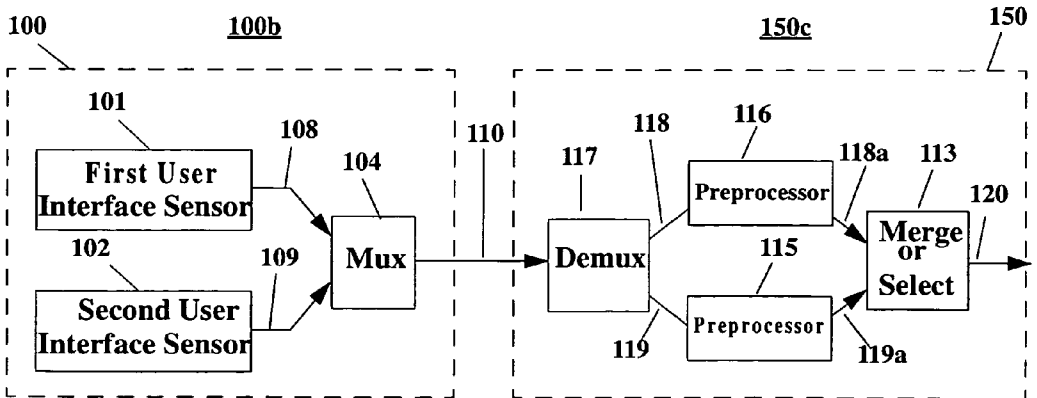 100
100b
150c
150
101
108
First User
Interface Sensor
104
Mux
102
109
Second User
Interface Sensor
110
117
Demux
118
116
Preprocessor
118a
113
Merge
or
Select
120
115
Preprocessor
119
119a